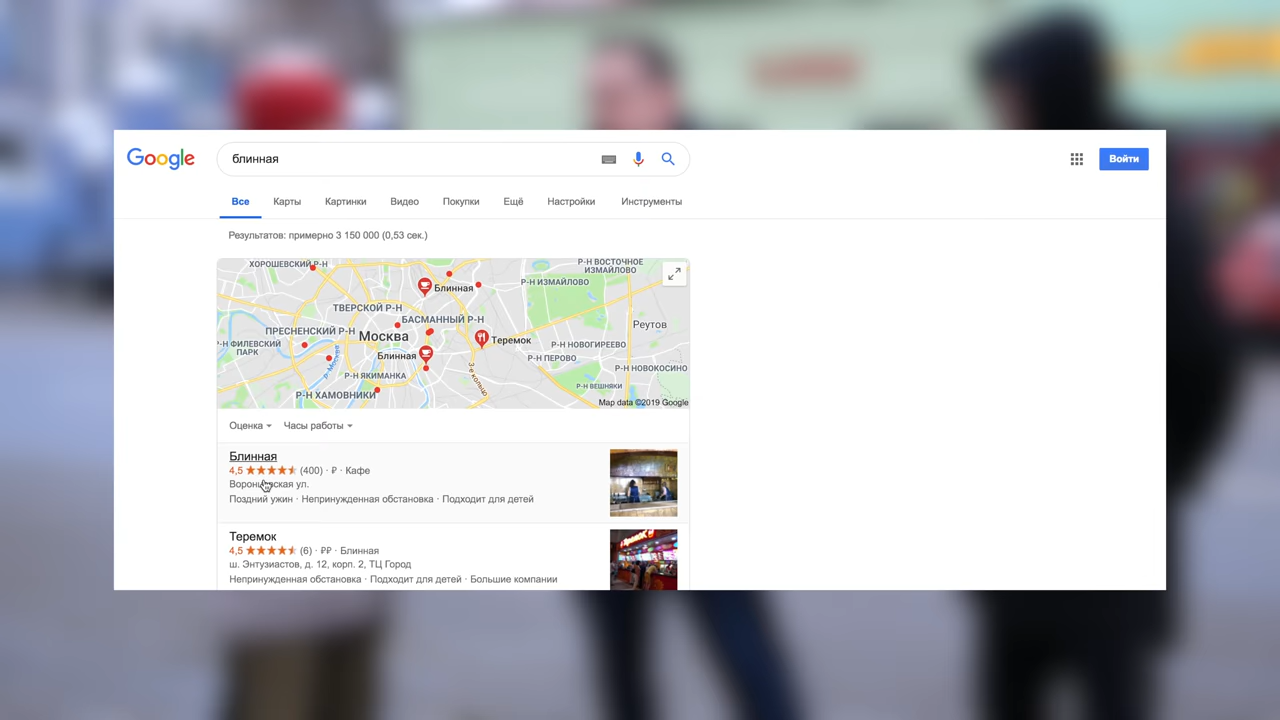 Google
блинная
Войти
Все Карты Картинки Видео Покупки Ещё Настройки Инструменты
Результатов: примерно 3 150 000 (0,53 сек.)
ХОРОШЕВСКИЙ Р-Н
Р-Н ВОСТОЧНОЕ ИЗМАЙЛОВО
Р-Н ИЗМАЙЛОВО
Блинная
ТВЕРСКОЙ Р-Н
БАСМАННЫЙ Р-Н
ПРЕСНЕНСКИЙ Р-Н
Реутов
Москва
Теремок
Р-Н ФИЛЕВСКИЙ ПАРК
Р-Н НОВОГИРЕЕВО
Блинная
Р-Н ПЕРОВО
р. Москва
3-е кольцо
Р-Н НОВОКОСИНО
Р-Н ЯКИМАНКА
Р-Н ВЕШНЯКИ
Р-Н ХАМОВНИКИ
Map data ©2019 Google
Оценка Часы работы
Блинная
4,5 (400) · ₽ · Кафе
ул.
Поздний ужин · Непринужденная обстановка · Подходит для детей
Теремок
4,5 (6) · ₽₽ · Блинная
ш. Энтузиастов, д. 12, корп. 2, ТЦ Город
Непринужденная обстановка · Подходит для детей · Большие компании